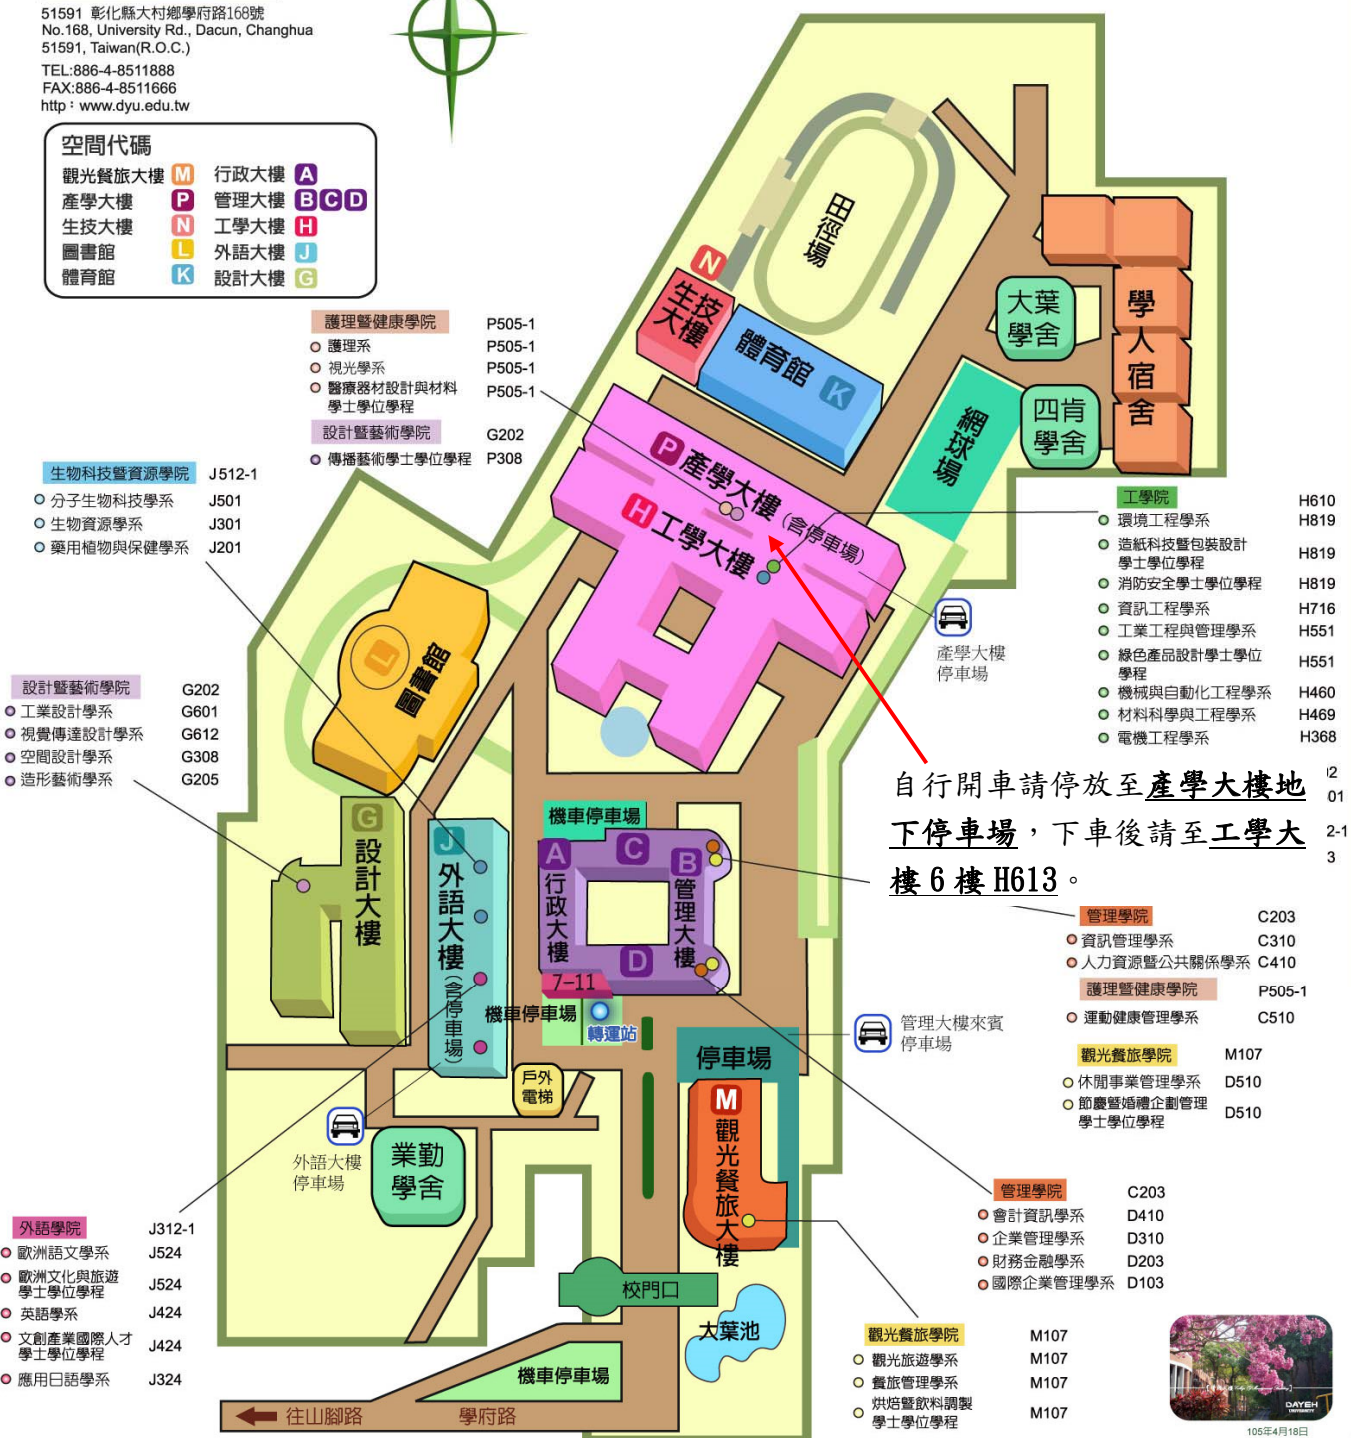 51591 彰化縣大村鄉學府路168號
No.168, University Rd., Dacun, Changhua
51591, Taiwan(R.O.C.)
TEL:886-4-8511888
FAX:886-4-8511666
http : www.dyu.edu.tw
空間代碼
觀光餐旅大樓 M 行政大樓 A
產學大樓 P 管理大樓 B C D
生技大樓 N 工學大樓 H
圖書館 L 外語大樓 J
體育館 K 設計大樓 G
田徑場
N
生技
大樓
體育館 K
大葉
學舍
四肯
學舍
學人宿舍
網球場
護理暨健康學院 P505-1
護理系 P505-1
視光學系 P505-1
醫療器材設計與材料
學士學位學程 P505-1
設計暨藝術學院 G202
傳播藝術學士學位學程 P308
生物科技暨資源學院 J512-1
分子生物科技學系 J501
生物資源學系 J301
藥用植物與保健學系 J201
P 產學大樓(含停車場)
H 工學大樓
產學大樓
停車場
工學院 H610
環境工程學系 H819
造紙科技暨包裝設計
學士學位學程 H819
消防安全學士學位學程 H819
資訊工程學系 H716
工業工程與管理學系 H551
綠色產品設計學士學位
學程 H551
機械與自動化工程學系 H460
材料科學與工程學系 H469
電機工程學系 H368
L
圖書館
設計暨藝術學院 G202
工業設計學系 G601
視覺傳達設計學系 G612
空間設計學系 G308
造形藝術學系 G205
自行開車請停放至產學大樓地
下停車場，下車後請至工學大
樓 6 樓 H613。
2
01
2-1
3
G
設計大樓
J
外語大樓(含停車場)
機車停車場
A
行政大樓
C
B
管理大樓
D
7-11
機車停車場
轉運站
管理學院 C203
資訊管理學系 C310
人力資源暨公共關係學系 C410
護理暨健康學院 P505-1
運動健康管理學系 C510
觀光餐旅學院 M107
休閒事業管理學系 D510
節慶暨婚禮企劃管理
學士學位學程 D510
管理大樓來賓
停車場
停車場
M
觀光餐旅大樓
戶外
電梯
外語大樓
停車場
業勤
學舍
管理學院 C203
會計資訊學系 D410
企業管理學系 D310
財務金融學系 D203
國際企業管理學系 D103
外語學院 J312-1
歐洲語文學系 J524
歐洲文化與旅遊
學士學位學程 J524
英語學系 J424
文創產業國際人才
學士學位學程 J424
應用日語學系 J324
校門口
大葉池
觀光餐旅學院 M107
觀光旅遊學系 M107
餐旅管理學系 M107
烘焙暨飲料調製
學士學位學程 M107
機車停車場
往山腳路 學府路
DAYEH
UNIVERSITY
105年4月18日